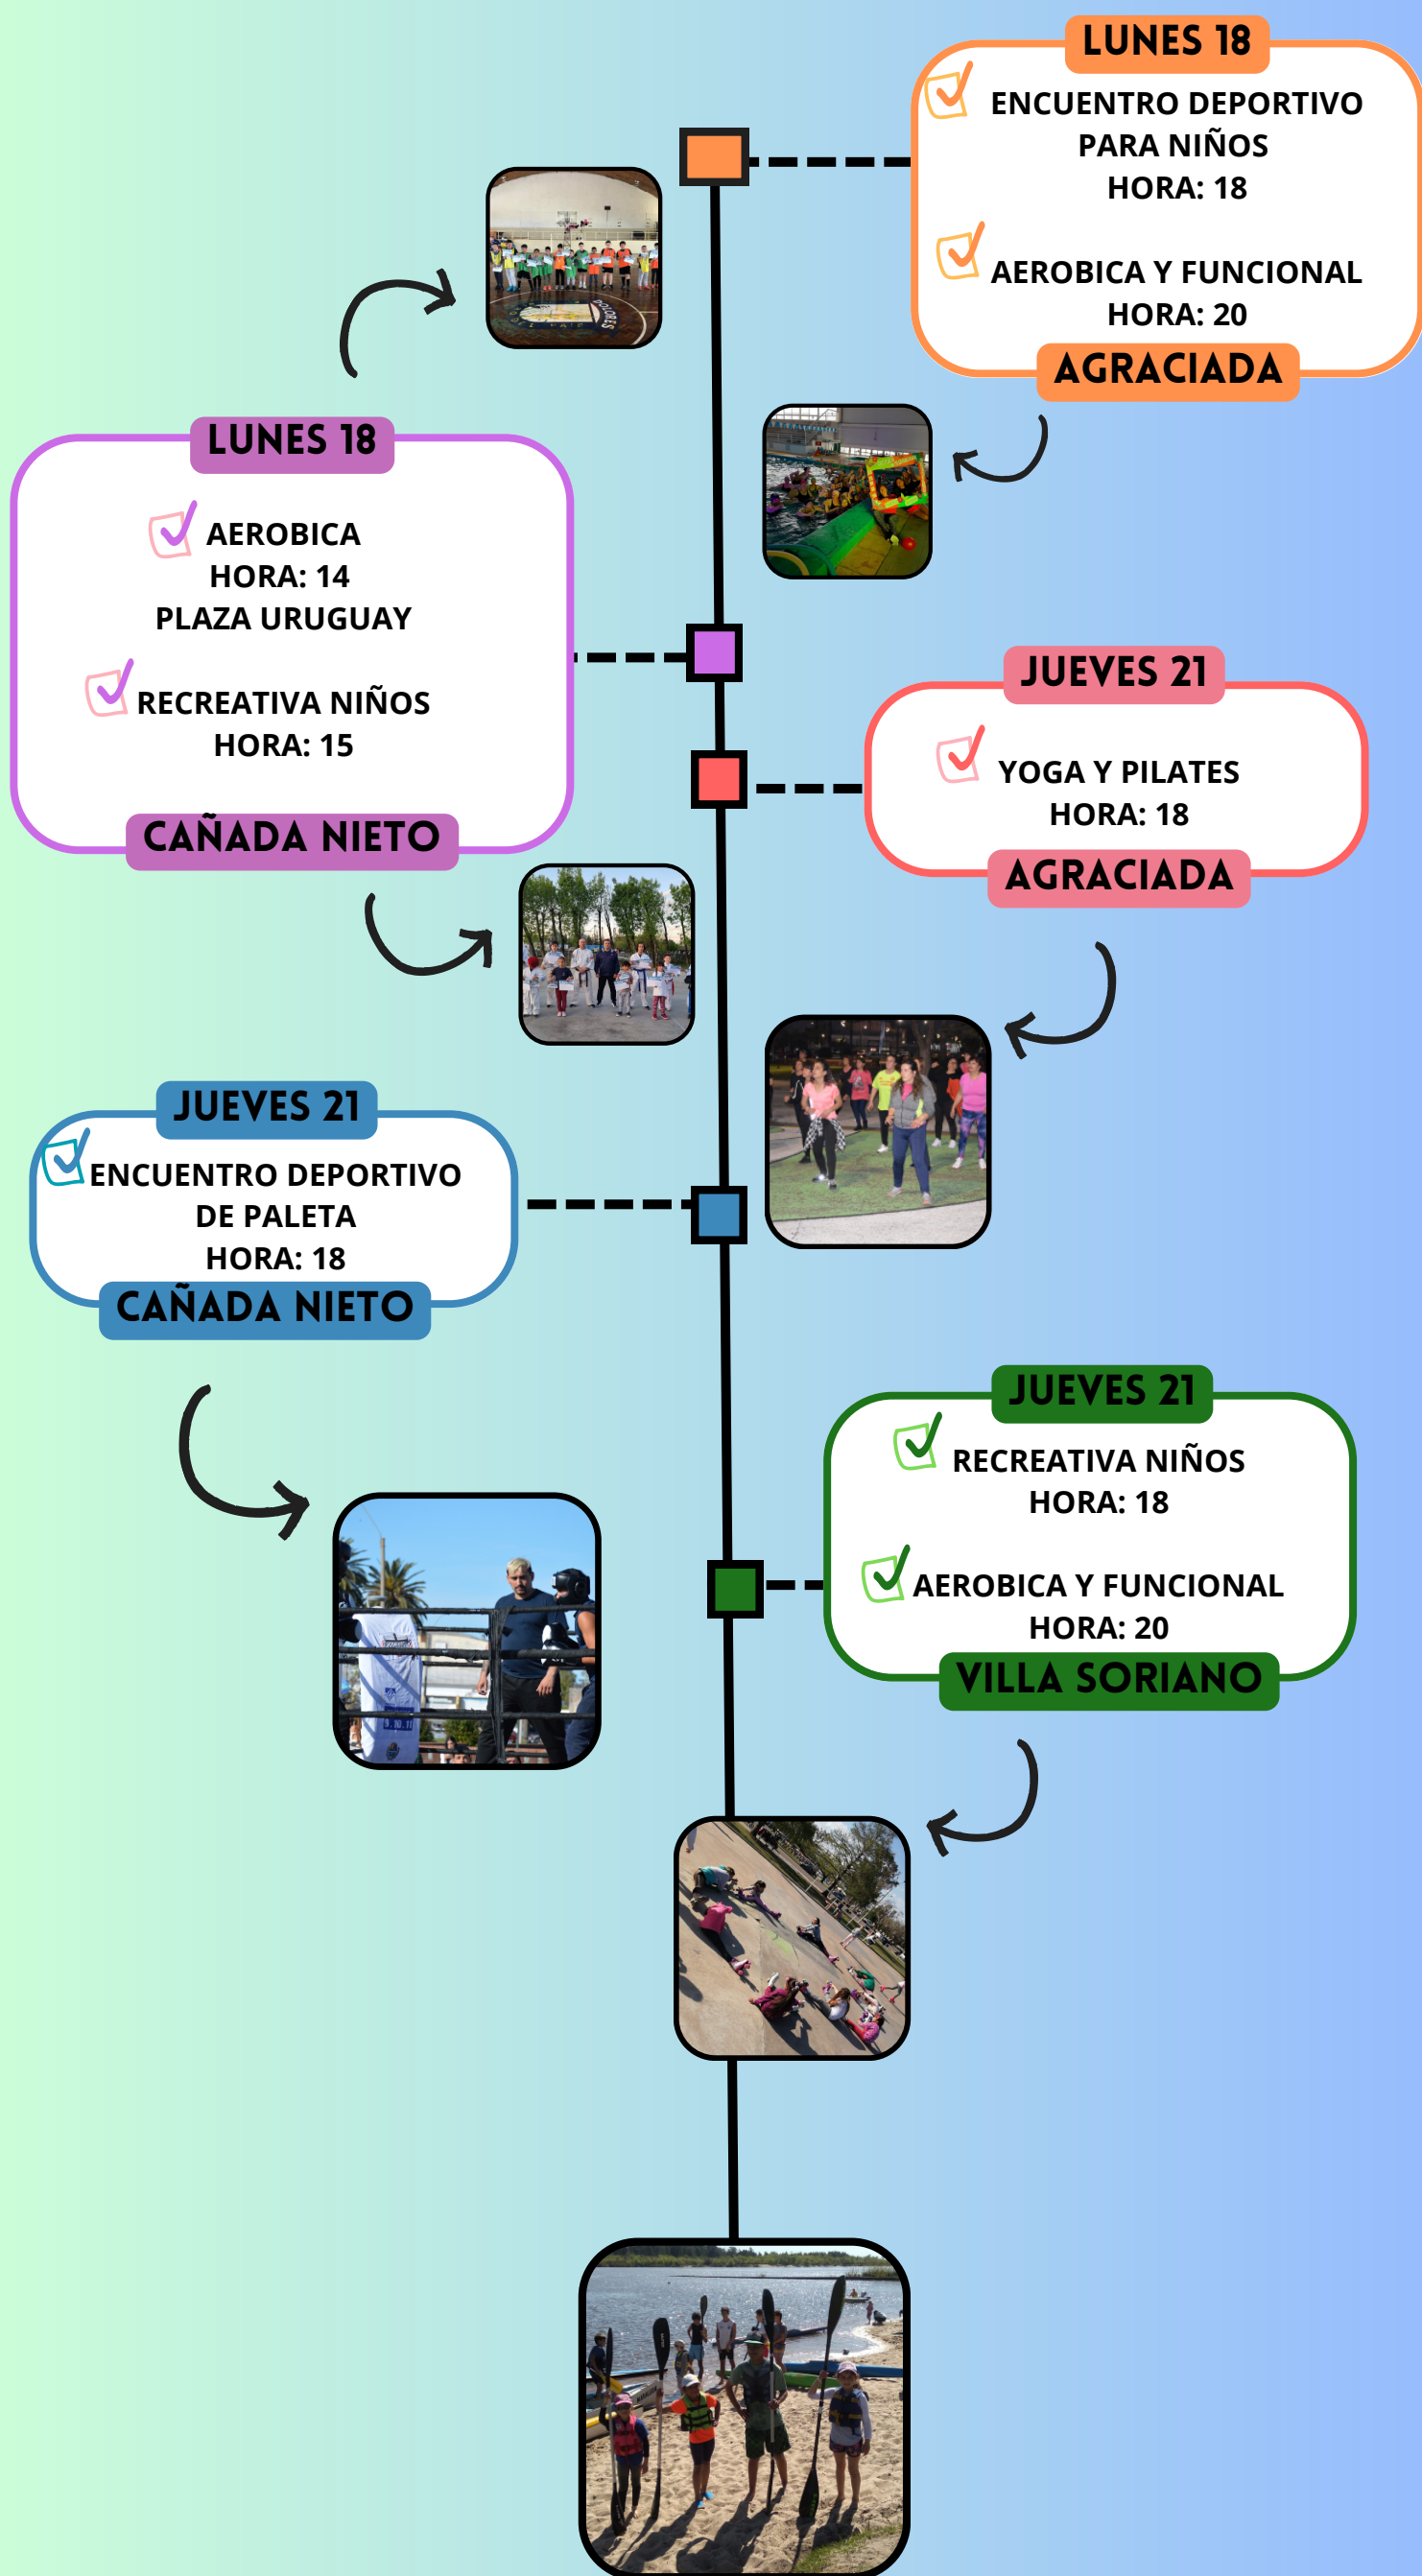 LUNES 18
ENCUENTRO DEPORTIVO
PARA NIÑOS
HORA: 18
AEROBICA Y FUNCIONAL
HORA: 20
AGRACIADA
DOLORES
LUNES 18
AEROBICA
HORA: 14
PLAZA URUGUAY
RECREATIVA NIÑOS
HORA: 15
CAÑADA NIETO
JUEVES 21
YOGA Y PILATES
HORA: 18
AGRACIADA
JUEVES 21
ENCUENTRO DEPORTIVO
DE PALETA
HORA: 18
CAÑADA NIETO
JUEVES 21
RECREATIVA NIÑOS
HORA: 18
AEROBICA Y FUNCIONAL
HORA: 20
VILLA SORIANO